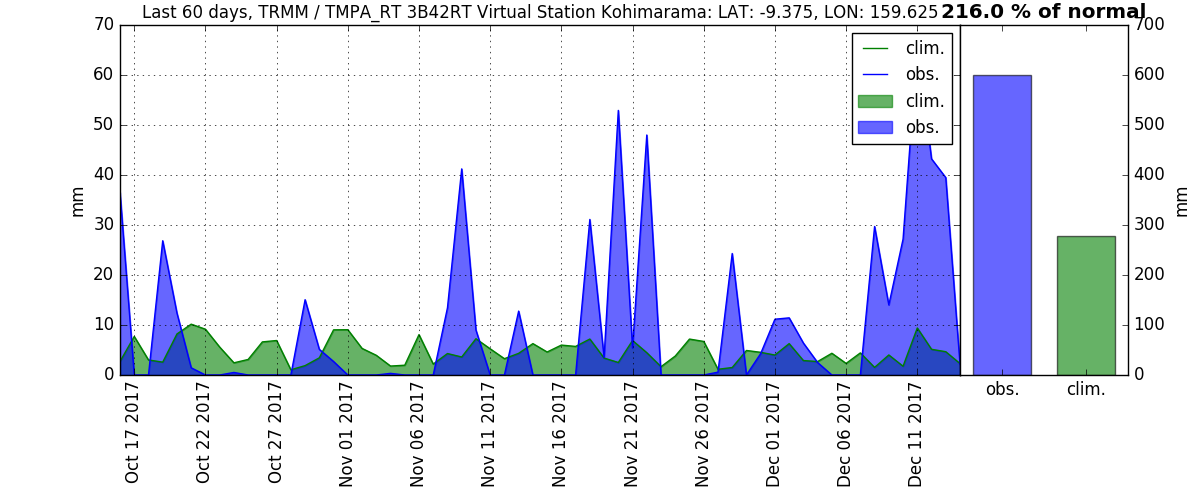 Last 60 days, TRMM / TMPA_RT 3B42RT Virtual Station Kohimarama: LAT: -9.375, LON: 159.625 216.0 % of normal
clim.
obs.
clim.
obs.
70
60
50
40
30
20
10
0
mm
700
600
500
400
300
200
100
0
mm
Oct 17 2017
Oct 22 2017
Oct 27 2017
Nov 01 2017
Nov 06 2017
Nov 11 2017
Nov 16 2017
Nov 21 2017
Nov 26 2017
Dec 01 2017
Dec 06 2017
Dec 11 2017
obs.
clim.